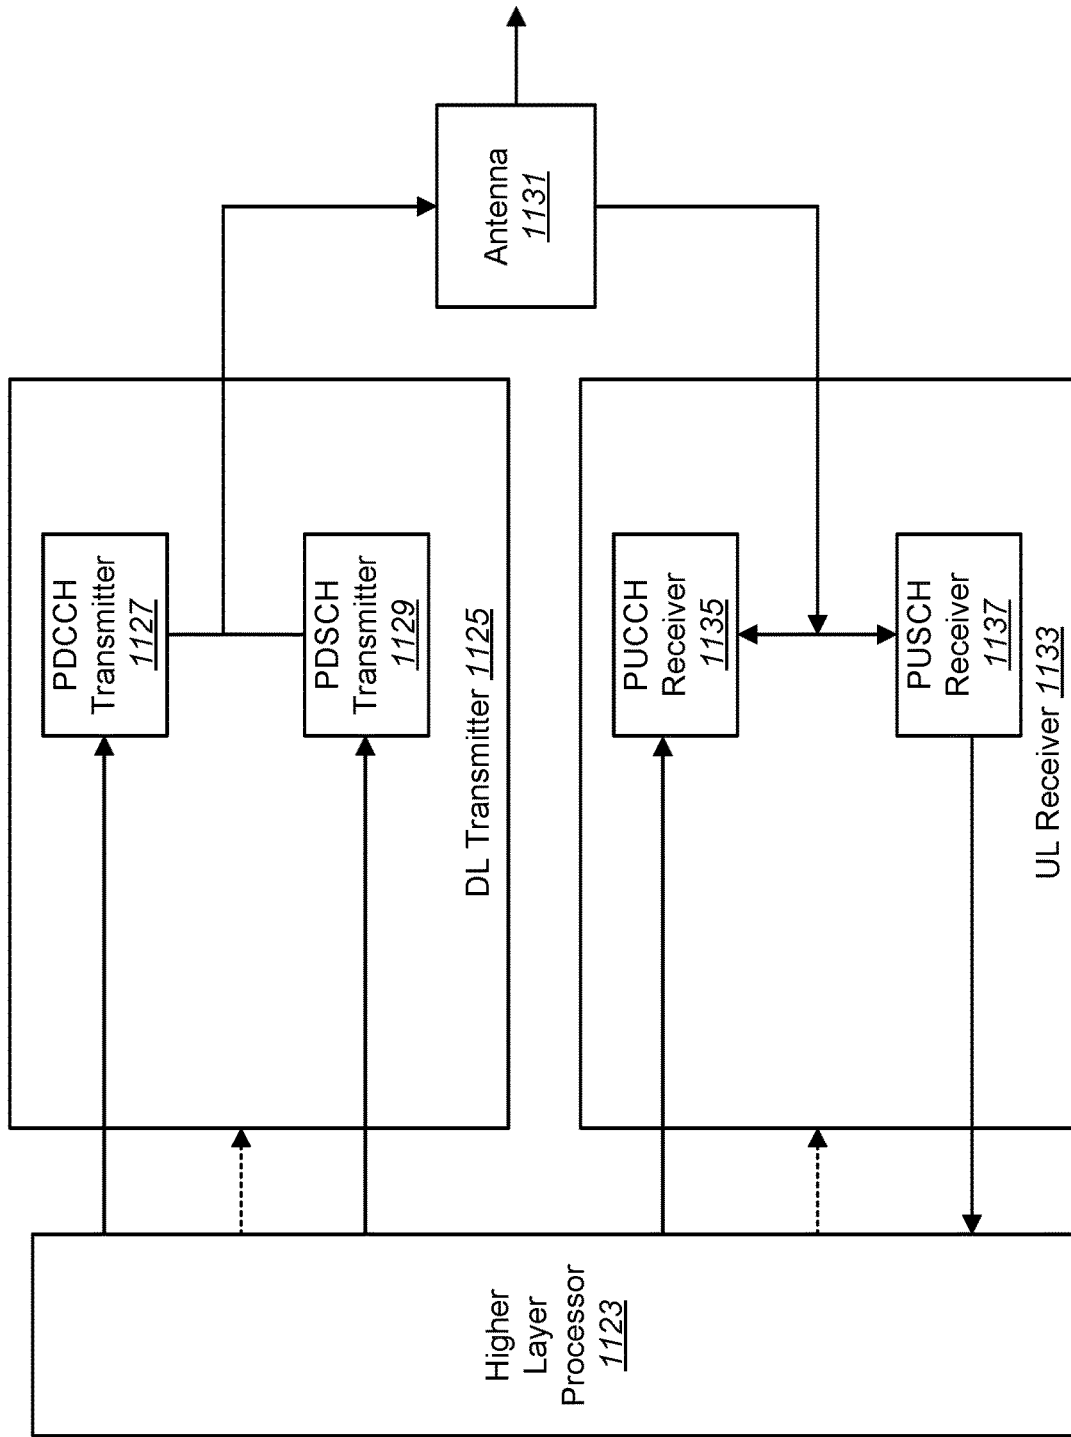 Higher
Layer
Processor
1123
DL Transmitter 1125
PDCCH
Transmitter
1127
PDSCH
Transmitter
1129
Antenna
1131
UL Receiver 1133
PUCCH
Receiver
1135
PUSCH
Receiver
1137